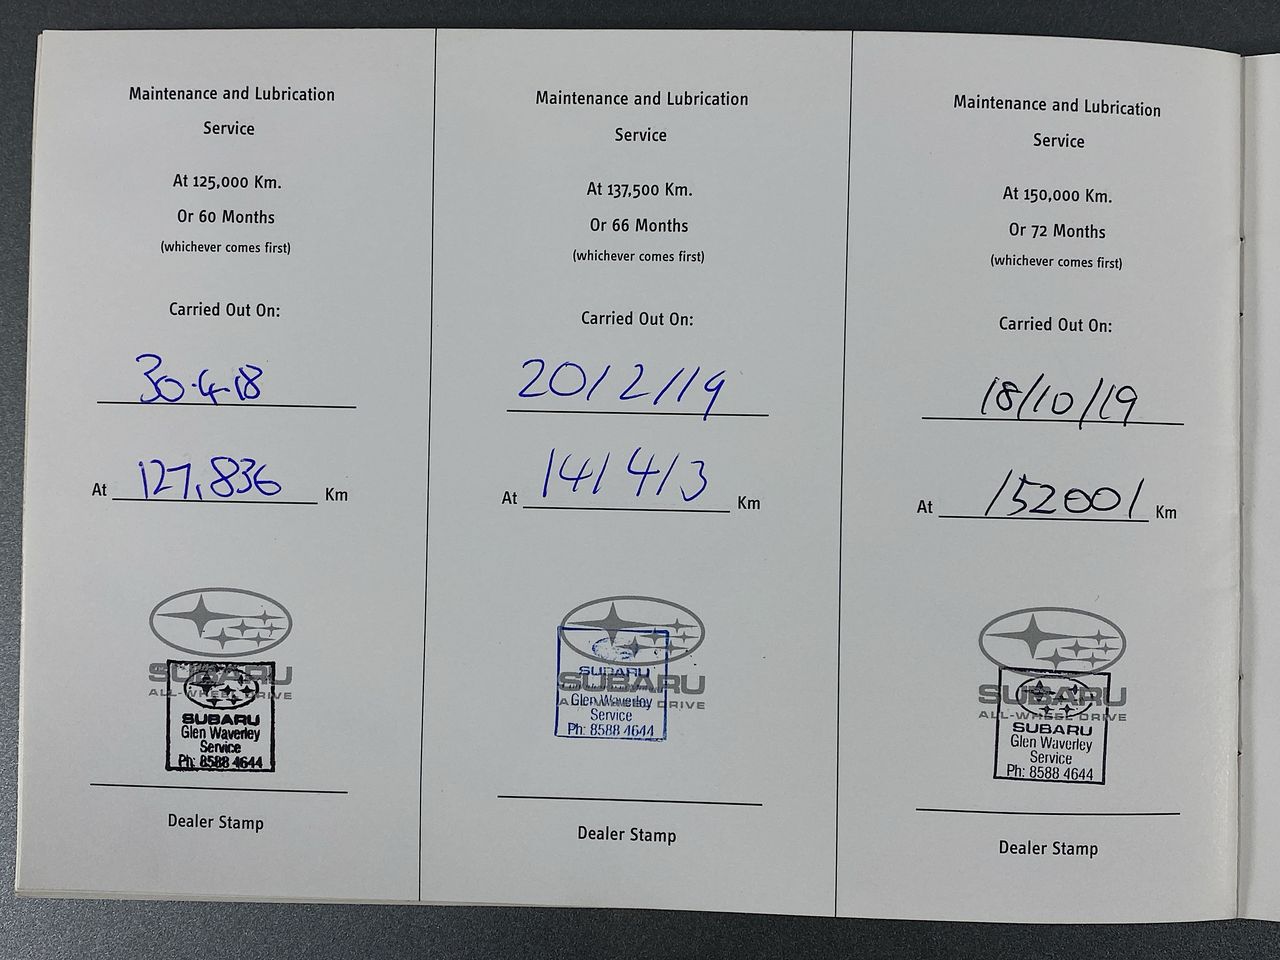 Maintenance and Lubrication
Service
At 125,000 Km.
Or 60 Months
(whichever comes first)
Carried Out On:
30.4.18
At 127,836 Km
SUBARU
ALL-WHEEL DRIVE
SUBARU
Glen Waverley
Service
Ph: 8588 4644
Dealer Stamp
Maintenance and Lubrication
Service
At 137,500 Km.
Or 66 Months
(whichever comes first)
Carried Out On:
20/2/19
At 141413 Km
SUBARU
SUBARU
ALL-WHEEL DRIVE
Glen Waverley
Service
Ph: 8588 4644
Dealer Stamp
Maintenance and Lubrication
Service
At 150,000 Km.
Or 72 Months
(whichever comes first)
Carried Out On:
18/10/19
At 152001 Km
SUBARU
ALL-WHEEL DRIVE
SUBARU
Glen Waverley
Service
Ph: 8588 4644
Dealer Stamp